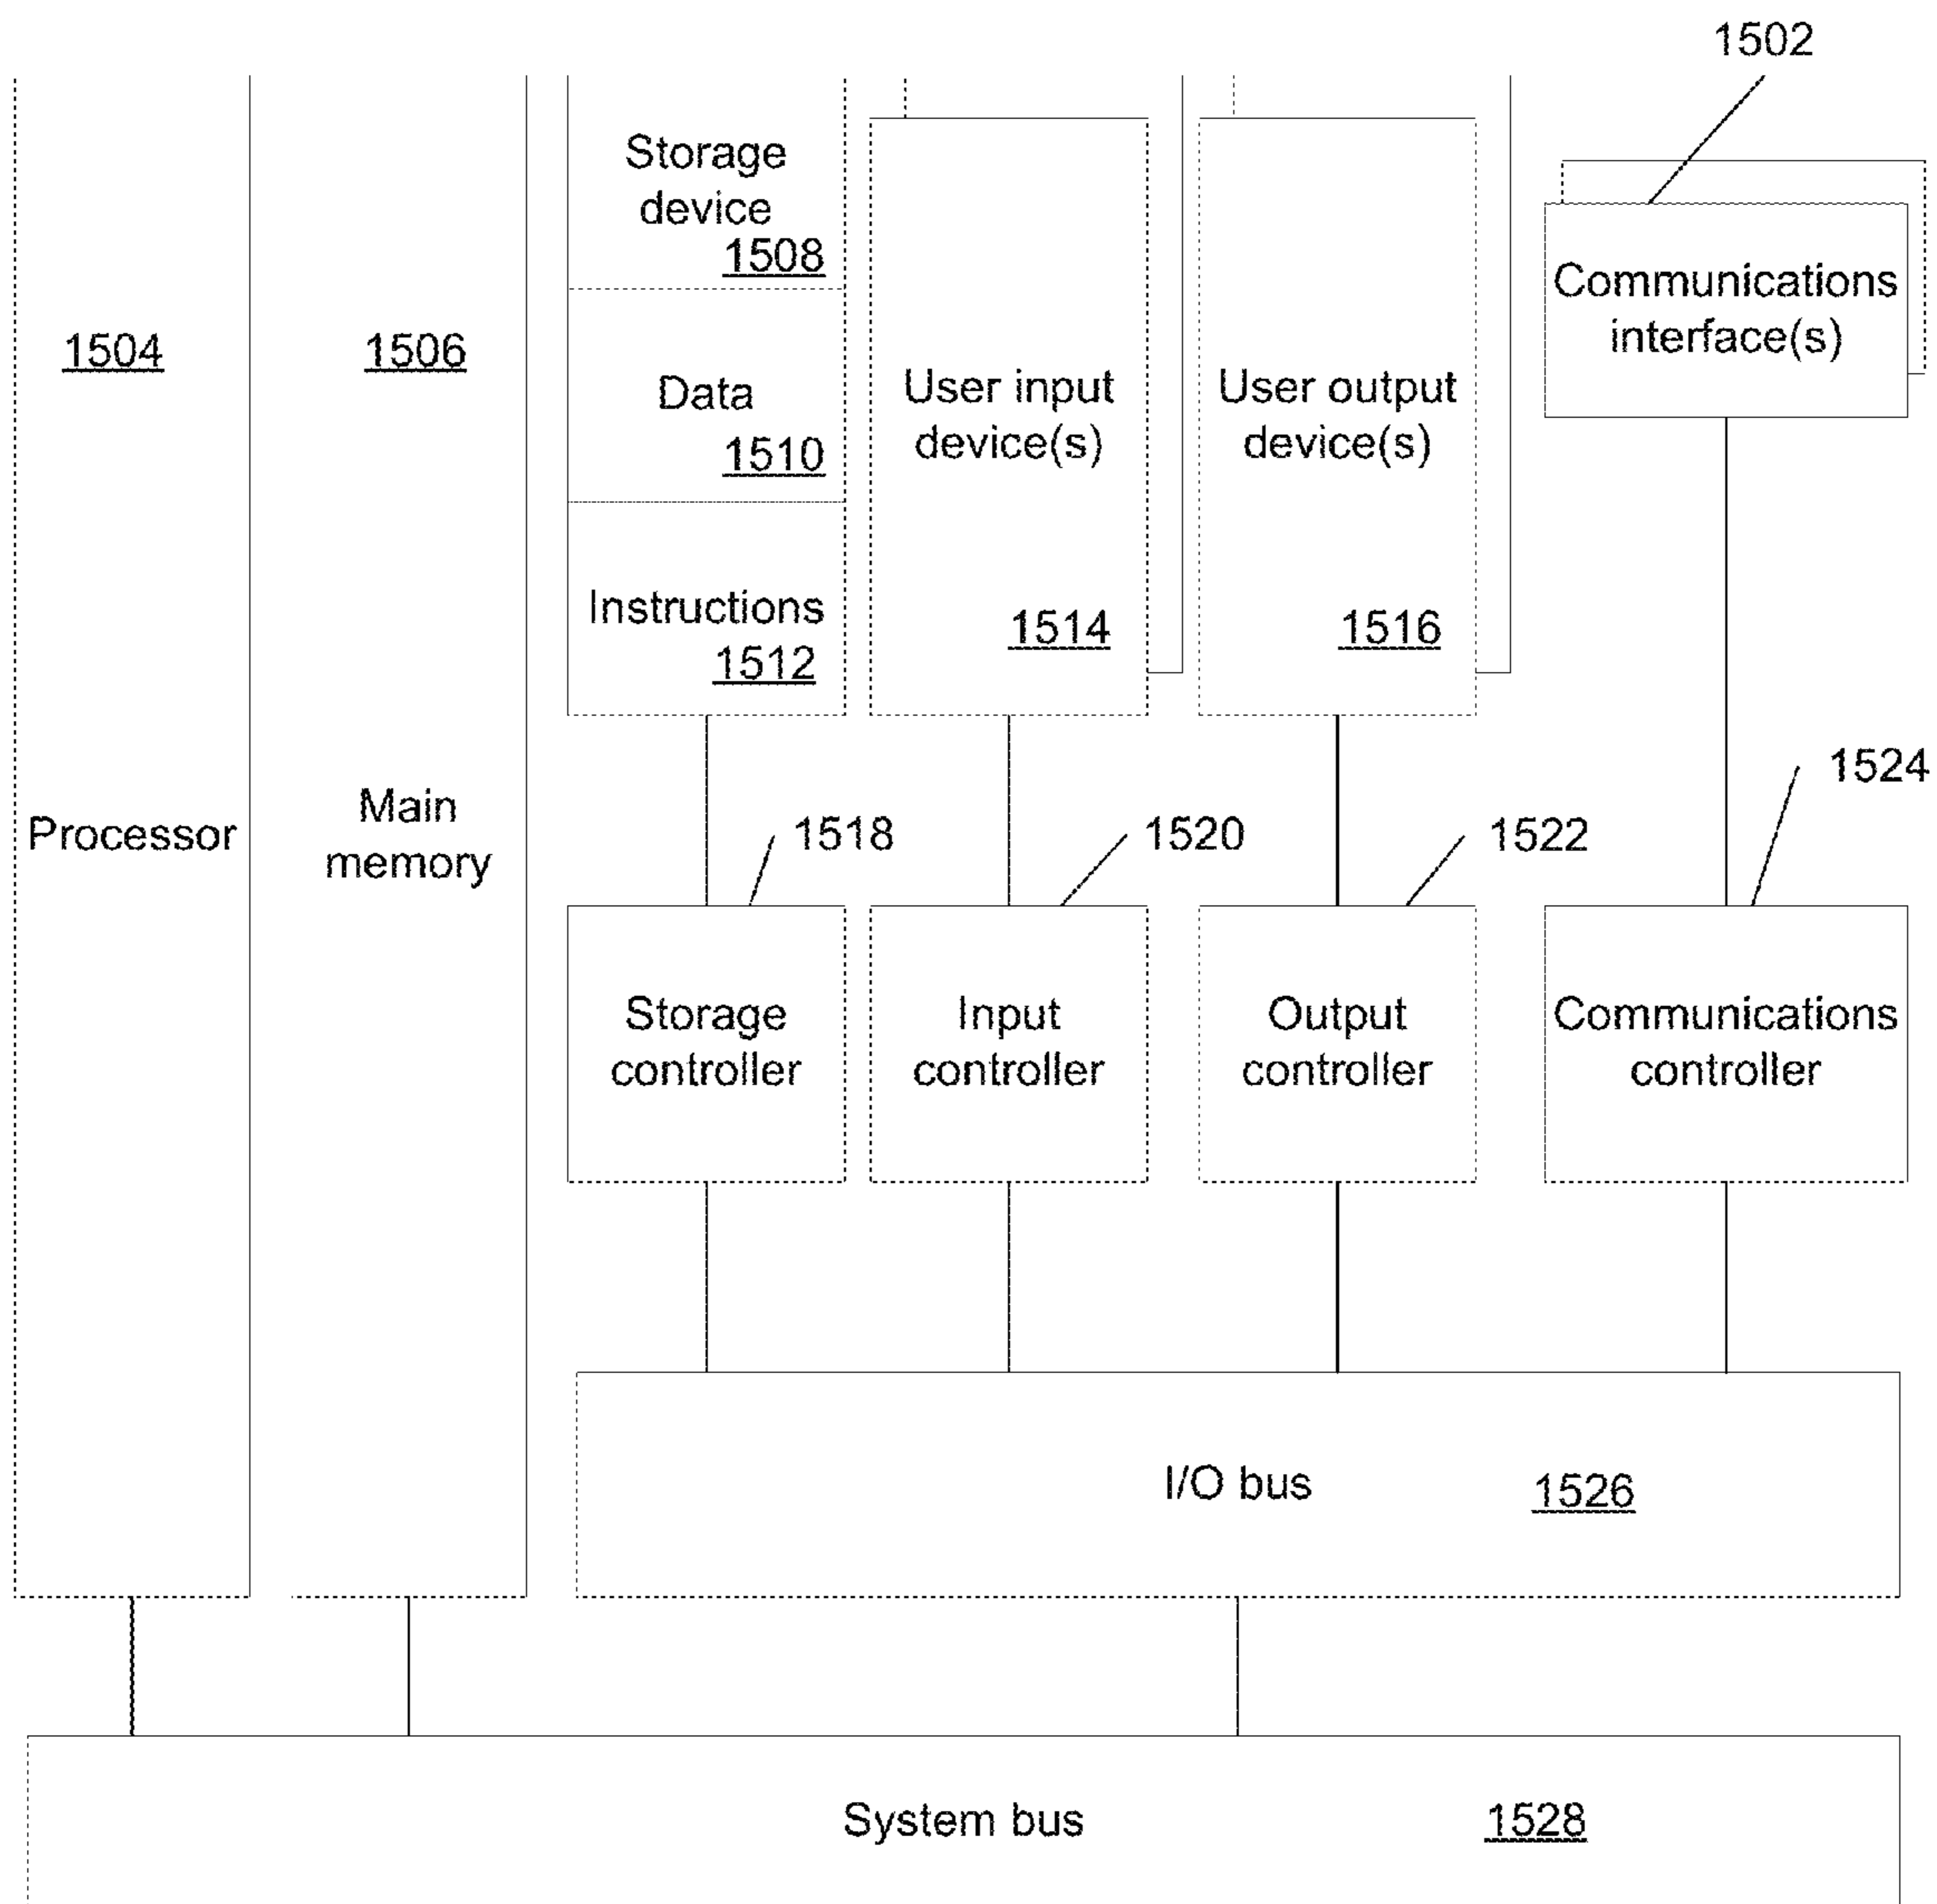 1502
Storage
device
1508
Communications
interface(s)
1504
1506
Data
1510
User input
device(s)
User output
device(s)
Instructions
1512
1514
1516
1524
Processor
Main
memory
1518
1520
1522
Storage
controller
Input
controller
Output
controller
Communications
controller
I/O bus
1526
System bus
1528